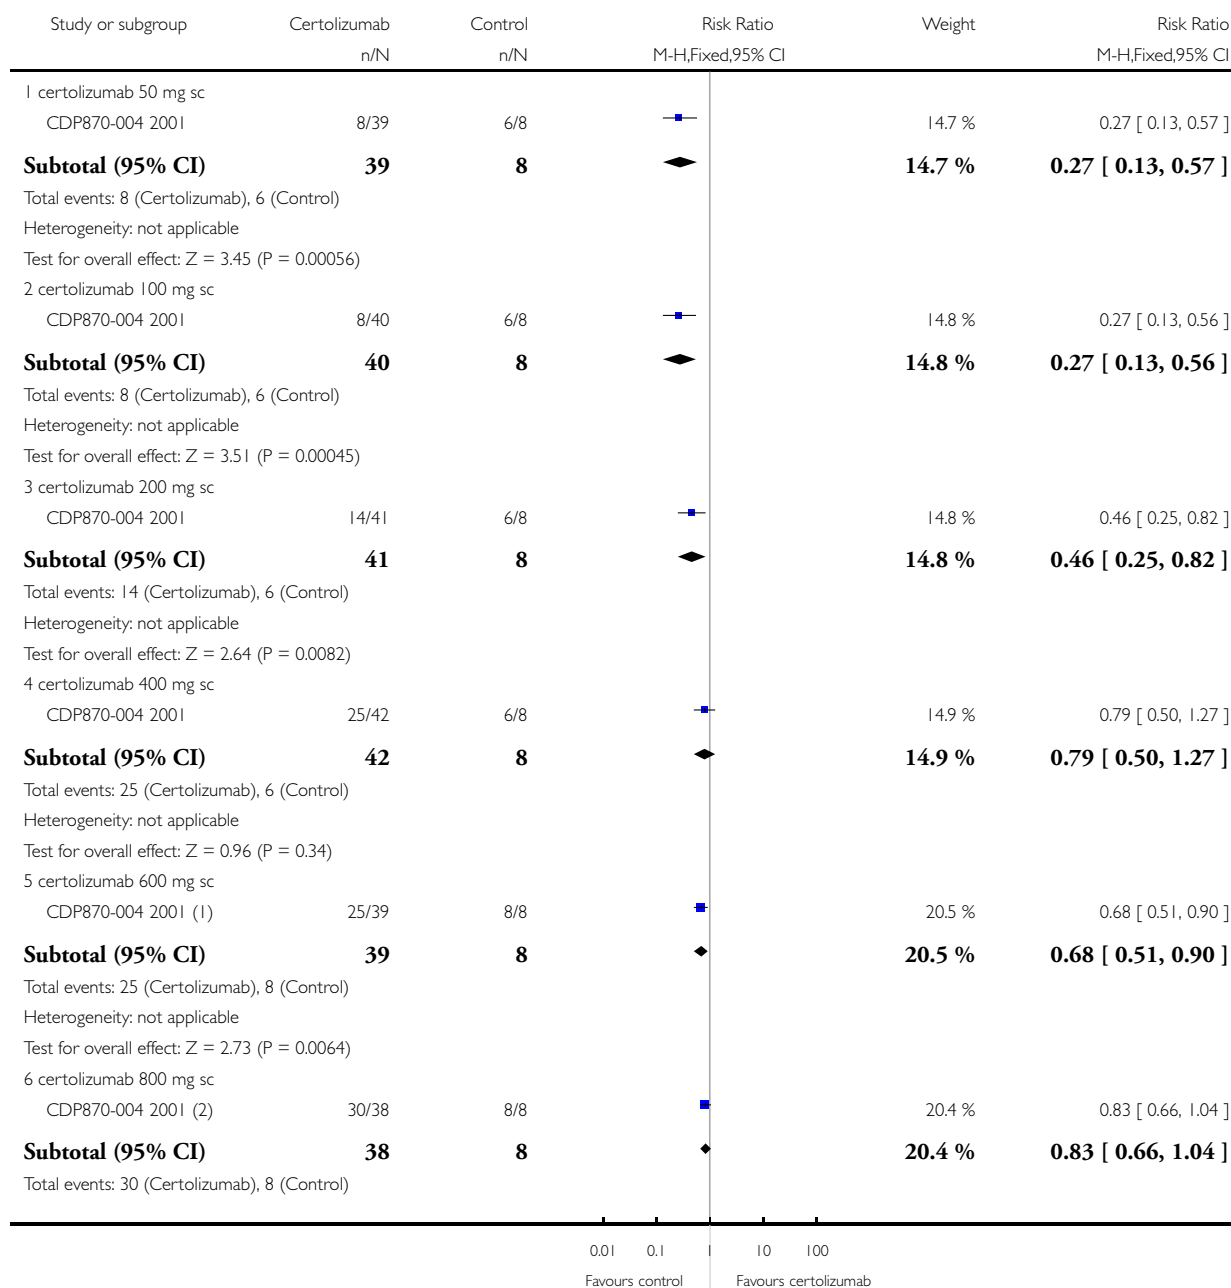 Study or subgroup Certolizumab Control Risk Ratio Weight Risk Ratio
n/N n/N M-H,Fixed,95% CI M-H,Fixed,95% CI
1 certolizumab 50 mg sc
CDP870-004 2001 8/39 6/8 14.7 % 0.27 [ 0.13, 0.57 ]
Subtotal (95% CI) 39 8 14.7 % 0.27 [ 0.13, 0.57 ]
Total events: 8 (Certolizumab), 6 (Control)
Heterogeneity: not applicable
Test for overall effect: Z = 3.45 (P = 0.00056)
2 certolizumab 100 mg sc
CDP870-004 2001 8/40 6/8 14.8 % 0.27 [ 0.13, 0.56 ]
Subtotal (95% CI) 40 8 14.8 % 0.27 [ 0.13, 0.56 ]
Total events: 8 (Certolizumab), 6 (Control)
Heterogeneity: not applicable
Test for overall effect: Z = 3.51 (P = 0.00045)
3 certolizumab 200 mg sc
CDP870-004 2001 14/41 6/8 14.8 % 0.46 [ 0.25, 0.82 ]
Subtotal (95% CI) 41 8 14.8 % 0.46 [ 0.25, 0.82 ]
Total events: 14 (Certolizumab), 6 (Control)
Heterogeneity: not applicable
Test for overall effect: Z = 2.64 (P = 0.0082)
4 certolizumab 400 mg sc
CDP870-004 2001 25/42 6/8 14.9 % 0.79 [ 0.50, 1.27 ]
Subtotal (95% CI) 42 8 14.9 % 0.79 [ 0.50, 1.27 ]
Total events: 25 (Certolizumab), 6 (Control)
Heterogeneity: not applicable
Test for overall effect: Z = 0.96 (P = 0.34)
5 certolizumab 600 mg sc
CDP870-004 2001 (1) 25/39 8/8 20.5 % 0.68 [ 0.51, 0.90 ]
Subtotal (95% CI) 39 8 20.5 % 0.68 [ 0.51, 0.90 ]
Total events: 25 (Certolizumab), 8 (Control)
Heterogeneity: not applicable
Test for overall effect: Z = 2.73 (P = 0.0064)
6 certolizumab 800 mg sc
CDP870-004 2001 (2) 30/38 8/8 20.4 % 0.83 [ 0.66, 1.04 ]
Subtotal (95% CI) 38 8 20.4 % 0.83 [ 0.66, 1.04 ]
Total events: 30 (Certolizumab), 8 (Control)
0.01 0.1 1 10 100
Favours control Favours certolizumab